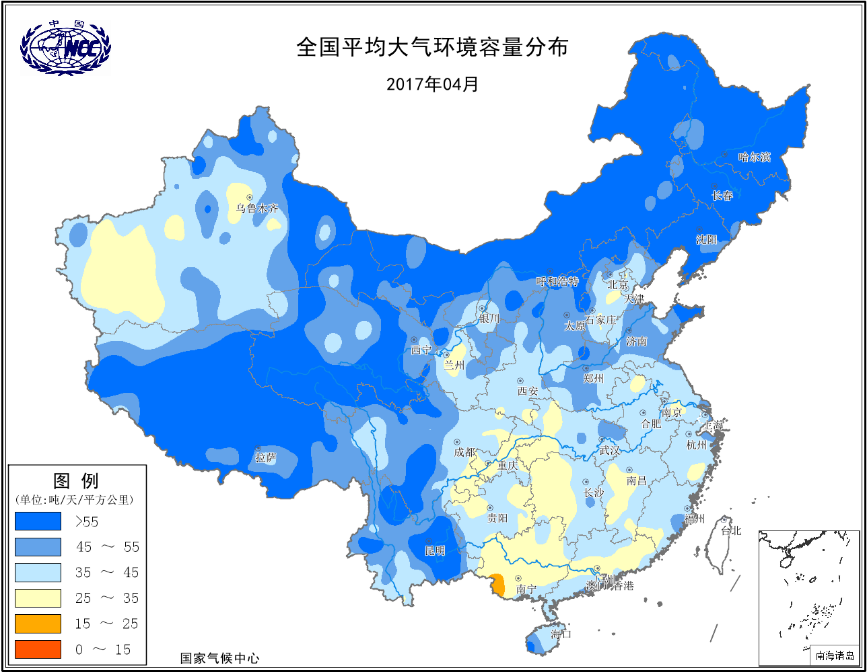 中国
NCC
全国平均大气环境容量分布
2017年04月
哈尔滨
长春
乌鲁木齐
沈阳
呼和浩特
北京
天津
银川
石家庄
太原
济南
西宁
兰州
郑州
西安
南京
合肥
上海
成都
武汉
杭州
拉萨
重庆
南昌
长沙
贵阳
福州
台北
昆明
南宁
广州
澳门
香港
海口
图 例
(单位:吨/天/平方公里)
>55
45 ～ 55
35 ～ 45
25 ～ 35
15 ～ 25
0 ～ 15
国家气候中心
南海诸岛